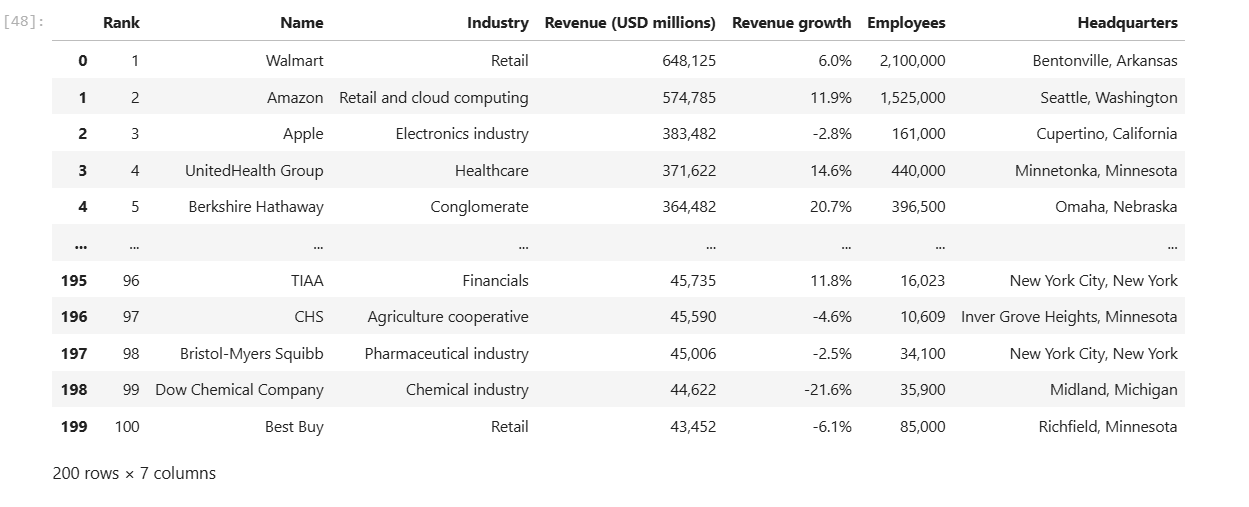 [48]:
Rank Name Industry Revenue (USD millions) Revenue growth Employees Headquarters
0 1 Walmart Retail 648,125 6.0% 2,100,000 Bentonville, Arkansas
1 2 Amazon Retail and cloud computing 574,785 11.9% 1,525,000 Seattle, Washington
2 3 Apple Electronics industry 383,482 -2.8% 161,000 Cupertino, California
3 4 UnitedHealth Group Healthcare 371,622 14.6% 440,000 Minnetonka, Minnesota
4 5 Berkshire Hathaway Conglomerate 364,482 20.7% 396,500 Omaha, Nebraska
... ... ... ... ... ... ... ...
195 96 TIAA Financials 45,735 11.8% 16,023 New York City, New York
196 97 CHS Agriculture cooperative 45,590 -4.6% 10,609 Inver Grove Heights, Minnesota
197 98 Bristol-Myers Squibb Pharmaceutical industry 45,006 -2.5% 34,100 New York City, New York
198 99 Dow Chemical Company Chemical industry 44,622 -21.6% 35,900 Midland, Michigan
199 100 Best Buy Retail 43,452 -6.1% 85,000 Richfield, Minnesota
200 rows × 7 columns